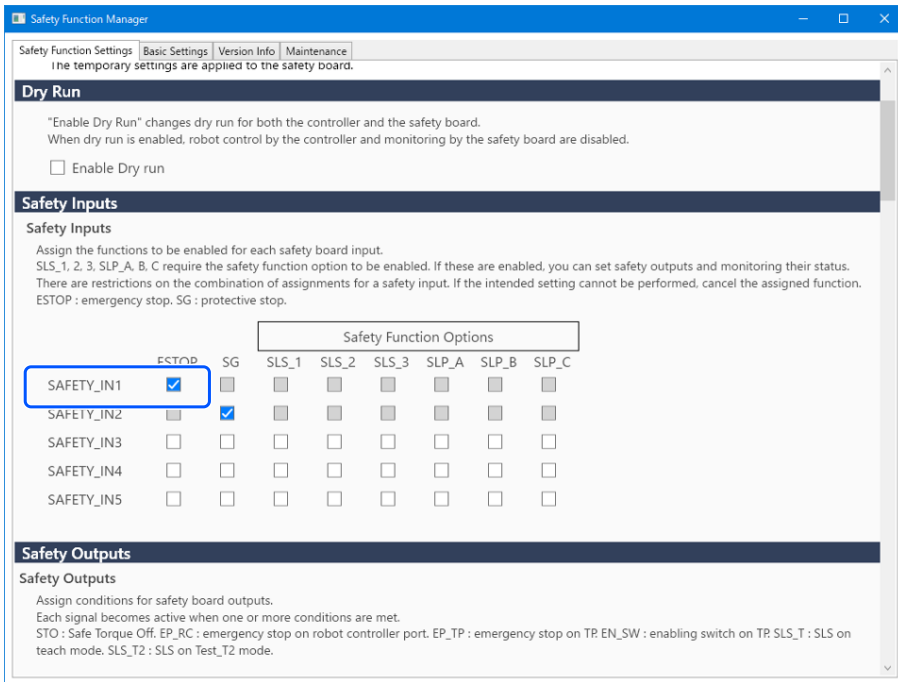 Safety Function Manager
Safety Function Settings Basic Settings Version Info Maintenance
The temporary settings are applied to the safety board.
Dry Run
"Enable Dry Run" changes dry run for both the controller and the safety board.
When dry run is enabled, robot control by the controller and monitoring by the safety board are disabled.
Enable Dry run
Safety Inputs
Safety Inputs
Assign the functions to be enabled for each safety board input.
SLS_1, 2, 3, SLP_A, B, C require the safety function option to be enabled. If these are enabled, you can set safety outputs and monitoring their status.
There are restrictions on the combination of assignments for a safety input. If the intended setting cannot be performed, cancel the assigned function.
ESTOP : emergency stop. SG : protective stop.
Safety Function Options
ESTOP SG SLS_1 SLS_2 SLS_3 SLP_A SLP_B SLP_C
SAFETY_IN1
SAFETY_IN2
SAFETY_IN3
SAFETY_IN4
SAFETY_IN5
Safety Outputs
Safety Outputs
Assign conditions for safety board outputs.
Each signal becomes active when one or more conditions are met.
STO : Safe Torque Off. EP_RC : emergency stop on robot controller port. EP_TP : emergency stop on TP. EN_SW : enabling switch on TP. SLS_T : SLS on
teach mode. SLS_T2 : SLS on Test_T2 mode.